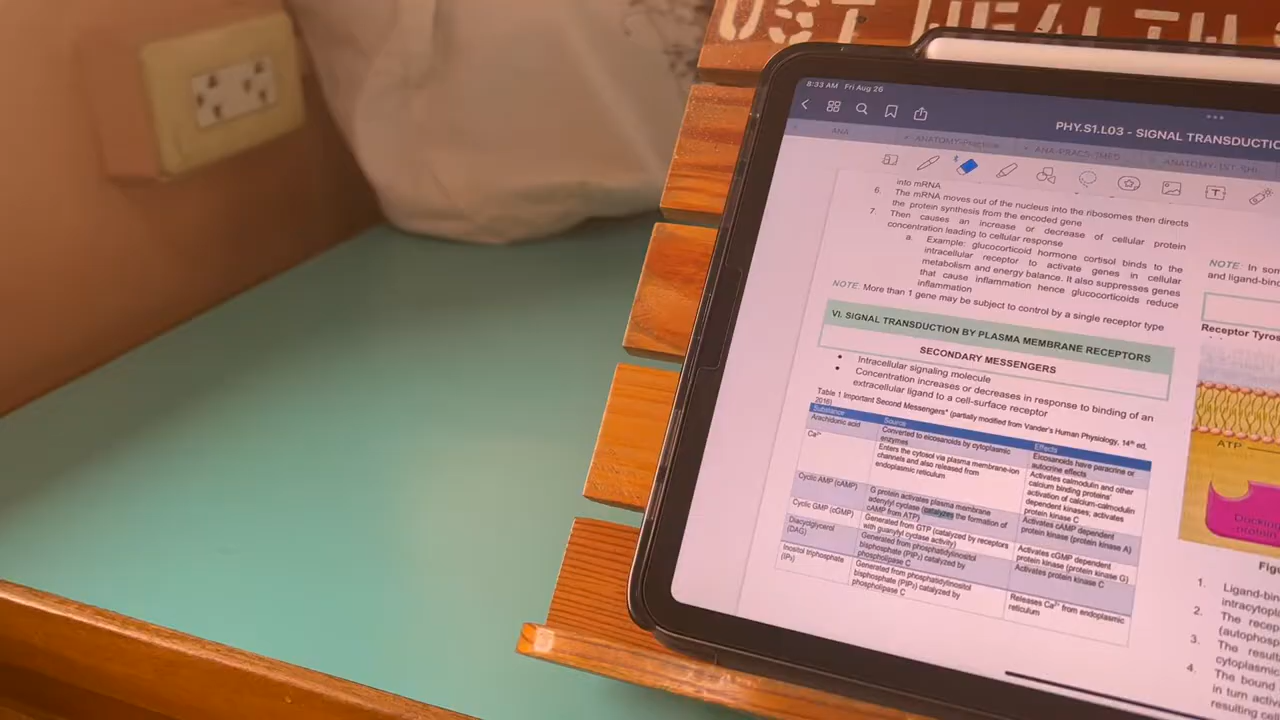 UST HEALTH
8:33 AM Fri Aug 26
PHY.S1.L03 - SIGNAL TRANSDUCTIO
ANA
ANATOMY-Practice
ANA-PRACS-TMED
ANATOMY-1ST-SHI
into mRNA
6. The mRNA moves out of the nucleus into the ribosomes then directs
the protein synthesis from the encoded gene
7. Then causes an increase or decrease of cellular protein
concentration leading to cellular response
a. Example: glucocorticoid hormone cortisol binds to the
intracellular receptor to activate genes in cellular
metabolism and energy balance. It also suppresses genes
that cause inflammation hence glucocorticoids reduce
inflammation
NOTE: More than 1 gene may be subject to control by a single receptor type
VI. SIGNAL TRANSDUCTION BY PLASMA MEMBRANE RECEPTORS
SECONDARY MESSENGERS
• Intracellular signaling molecule
• Concentration increases or decreases in response to binding of an
extracellular ligand to a cell-surface receptor
Table 1 Important Second Messengers* (partially modified from Vander's Human Physiology, 14th ed,
2016)
Substance Source Effects
Arachidonic acid
Converted to eicosanoids by cytoplasmic
enzymes
Eicosanoids have paracrine or
autocrine effects
Ca²⁺
Enters the cytosol via plasma membrane-ion
channels and also released from
endoplasmic reticulum
Activates calmodulin and other
calcium binding proteins'
activation of calcium-calmodulin
dependent kinases; activates
protein kinase C
Cyclic AMP (cAMP)
G protein activates plasma membrane
adenylyl cyclase (catalyzes the formation of
cAMP from ATP)
Activates cAMP dependent
protein kinase (protein kinase A)
Cyclic GMP (cGMP)
Generated from GTP (catalyzed by receptors
with guanylyl cyclase activity)
Activates cGMP dependent
protein kinase (protein kinase G)
Diacylglycerol
(DAG)
Generated from phosphatidylinositol
bisphosphate (PIP₂) catalyzed by
phospholipase C
Activates protein kinase C
Inositol triphosphate
(IP₃)
Generated from phosphatidylinositol
bisphosphate (PIP₂) catalyzed by
phospholipase C
Releases Ca²⁺ from endoplasmic
reticulum
NOTE: In som
and ligand-bin
Receptor Tyros
ATP
Docking
protein
Figu
1. Ligand-bin
intracytopla
2. The recep
(autophosp
3. The result
cytoplasmic
4. The bound
in turn activ
resulting cel